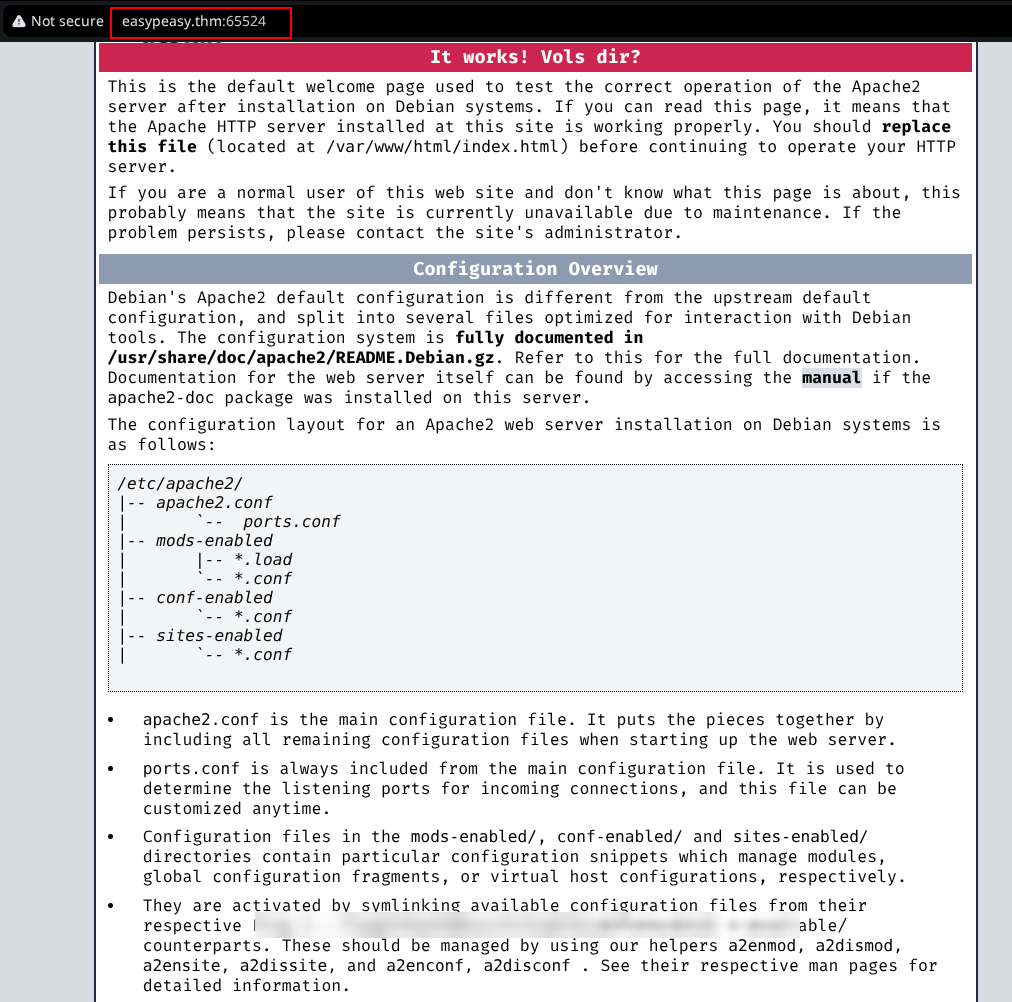 Not secure easypeasy.thm:65524
It works! Vols dir?
This is the default welcome page used to test the correct operation of the Apache2
server after installation on Debian systems. If you can read this page, it means that
the Apache HTTP server installed at this site is working properly. You should replace
this file (located at /var/www/html/index.html) before continuing to operate your HTTP
server.
If you are a normal user of this web site and don't know what this page is about, this
probably means that the site is currently unavailable due to maintenance. If the
problem persists, please contact the site's administrator.
Configuration Overview
Debian's Apache2 default configuration is different from the upstream default
configuration, and split into several files optimized for interaction with Debian
tools. The configuration system is fully documented in
/usr/share/doc/apache2/README.Debian.gz. Refer to this for the full documentation.
Documentation for the web server itself can be found by accessing the manual if the
apache2-doc package was installed on this server.
The configuration layout for an Apache2 web server installation on Debian systems is
as follows:
/etc/apache2/
|-- apache2.conf
|       `--  ports.conf
|-- mods-enabled
|       |-- *.load
|       `-- *.conf
|-- conf-enabled
|       `-- *.conf
|-- sites-enabled
|       `-- *.conf
• apache2.conf is the main configuration file. It puts the pieces together by
including all remaining configuration files when starting up the web server.
• ports.conf is always included from the main configuration file. It is used to
determine the listening ports for incoming connections, and this file can be
customized anytime.
• Configuration files in the mods-enabled/, conf-enabled/ and sites-enabled/
directories contain particular configuration snippets which manage modules,
global configuration fragments, or virtual host configurations, respectively.
• They are activated by symlinking available configuration files from their
respective able/
counterparts. These should be managed by using our helpers a2enmod, a2dismod,
a2ensite, a2dissite, and a2enconf, a2disconf . See their respective man pages for
detailed information.